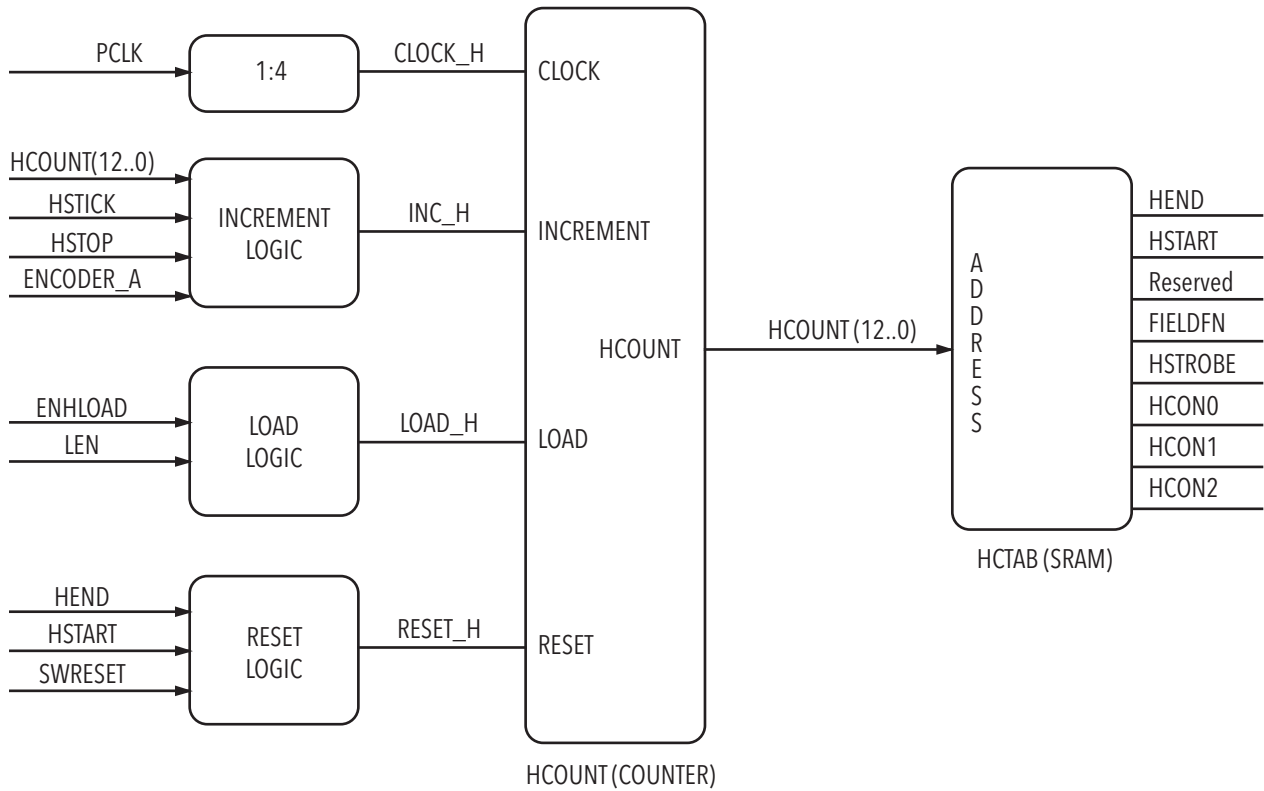 PCLK
1:4
CLOCK_H
CLOCK
HCOUNT(12..0)
HSTICK
HSTOP
ENCODER_A
INCREMENT
LOGIC
INC_H
INCREMENT
HCOUNT
HCOUNT (12..0)
ENHLOAD
LEN
LOAD
LOGIC
LOAD_H
LOAD
HEND
HSTART
SWRESET
RESET
LOGIC
RESET_H
RESET
HCOUNT (COUNTER)
A
D
D
R
E
S
S
HEND
HSTART
Reserved
FIELDFN
HSTROBE
HCON0
HCON1
HCON2
HCTAB (SRAM)